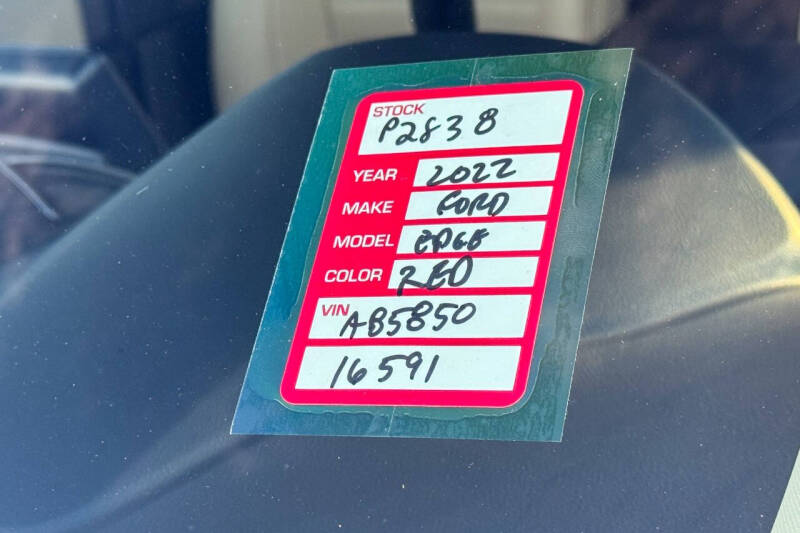 STOCK
P2838
YEAR 2022
MAKE FORD
MODEL EDGE
COLOR RED
VIN AB5850
16591